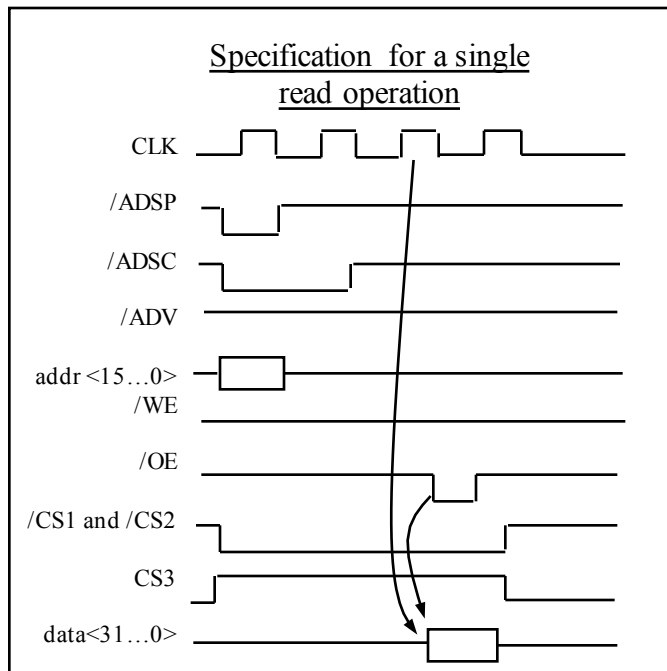 Specification for a single
read operation
CLK
/ADSP
/ADSC
/ADV
addr <15...0>
/WE
/OE
/CS1 and /CS2
CS3
data<31...0>